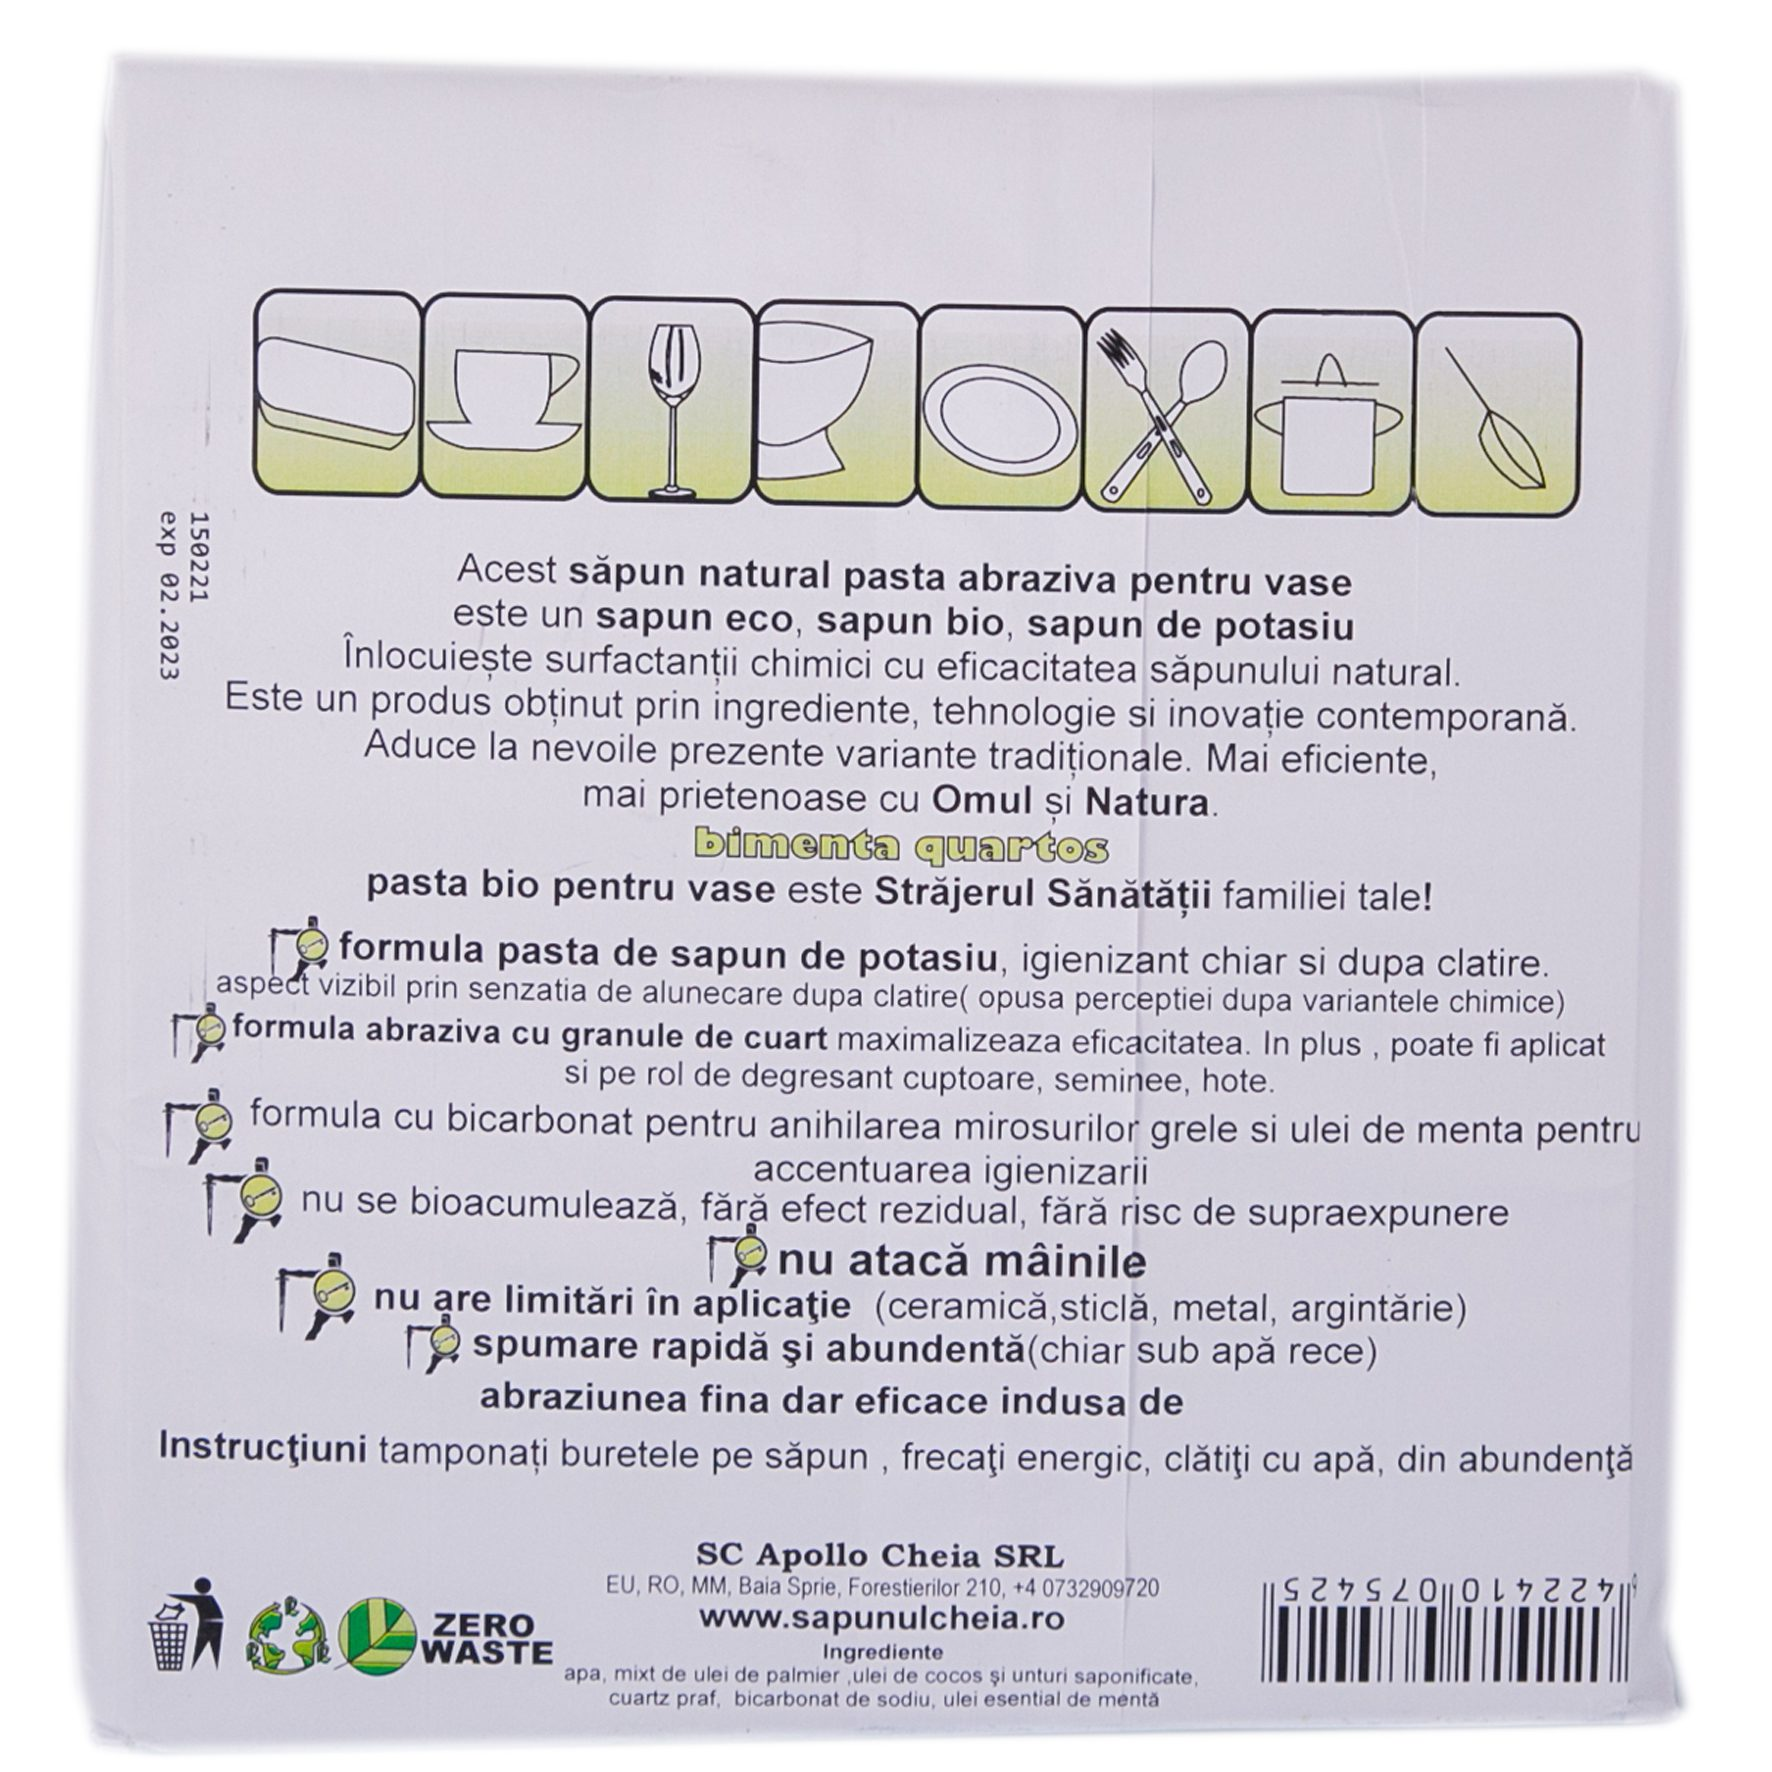 150221
exp 02.2023
Acest săpun natural pasta abraziva pentru vase
este un sapun eco, sapun bio, sapun de potasiu
Înlocuiește surfactanții chimici cu eficacitatea săpunului natural.
Este un produs obținut prin ingrediente, tehnologie si inovație contemporană.
Aduce la nevoile prezente variante tradiționale. Mai eficiente,
mai prietenoase cu Omul și Natura.
bimenta quartos
pasta bio pentru vase este Străjerul Sănătății familiei tale!
formula pasta de sapun de potasiu, igienizant chiar si dupa clatire.
aspect vizibil prin senzatia de alunecare dupa clatire( opusa perceptiei dupa variantele chimice)
formula abraziva cu granule de cuart maximalizeaza eficacitatea. In plus , poate fi aplicat
si pe rol de degresant cuptoare, seminee, hote.
formula cu bicarbonat pentru anihilarea mirosurilor grele si ulei de menta pentru
accentuarea igienizarii
nu se bioacumulează, fără efect rezidual, fără risc de supraexpunere
nu atacă mâinile
nu are limitări în aplicaţie (ceramică,sticlă, metal, argintărie)
spumare rapidă şi abundentă(chiar sub apă rece)
abraziunea fina dar eficace indusa de
Instrucţiuni tamponați buretele pe săpun , frecaţi energic, clătiţi cu apă, din abundenţă
SC Apollo Cheia SRL
EU, RO, MM, Baia Sprie, Forestierilor 210, +4 0732909720
www.sapunulcheia.ro
ZERO
WASTE
Ingrediente
apa, mixt de ulei de palmier ,ulei de cocos şi unturi saponificate,
cuartz praf, bicarbonat de sodiu, ulei esential de mentă